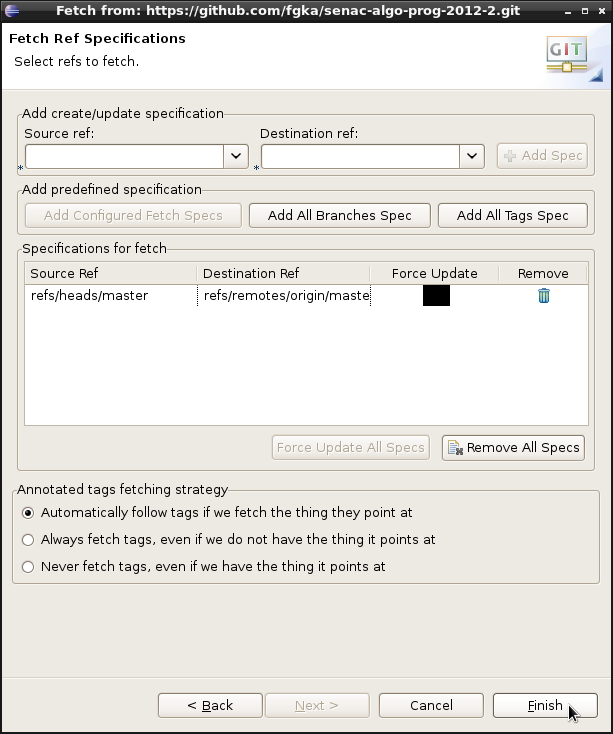 Fetch from: https://github.com/fgka/senac-algo-prog-2012-2.git
Fetch Ref Specifications
Select refs to fetch.
GIT
Add create/update specification
Source ref: Destination ref:
* * Add Spec
Add predefined specification
Add Configured Fetch Specs Add All Branches Spec Add All Tags Spec
Specifications for fetch
Source Ref Destination Ref Force Update Remove
refs/heads/master refs/remotes/origin/maste
Force Update All Specs Remove All Specs
Annotated tags fetching strategy
Automatically follow tags if we fetch the thing they point at
Always fetch tags, even if we do not have the thing it points at
Never fetch tags, even if we have the thing it points at
< Back Next > Cancel Finish